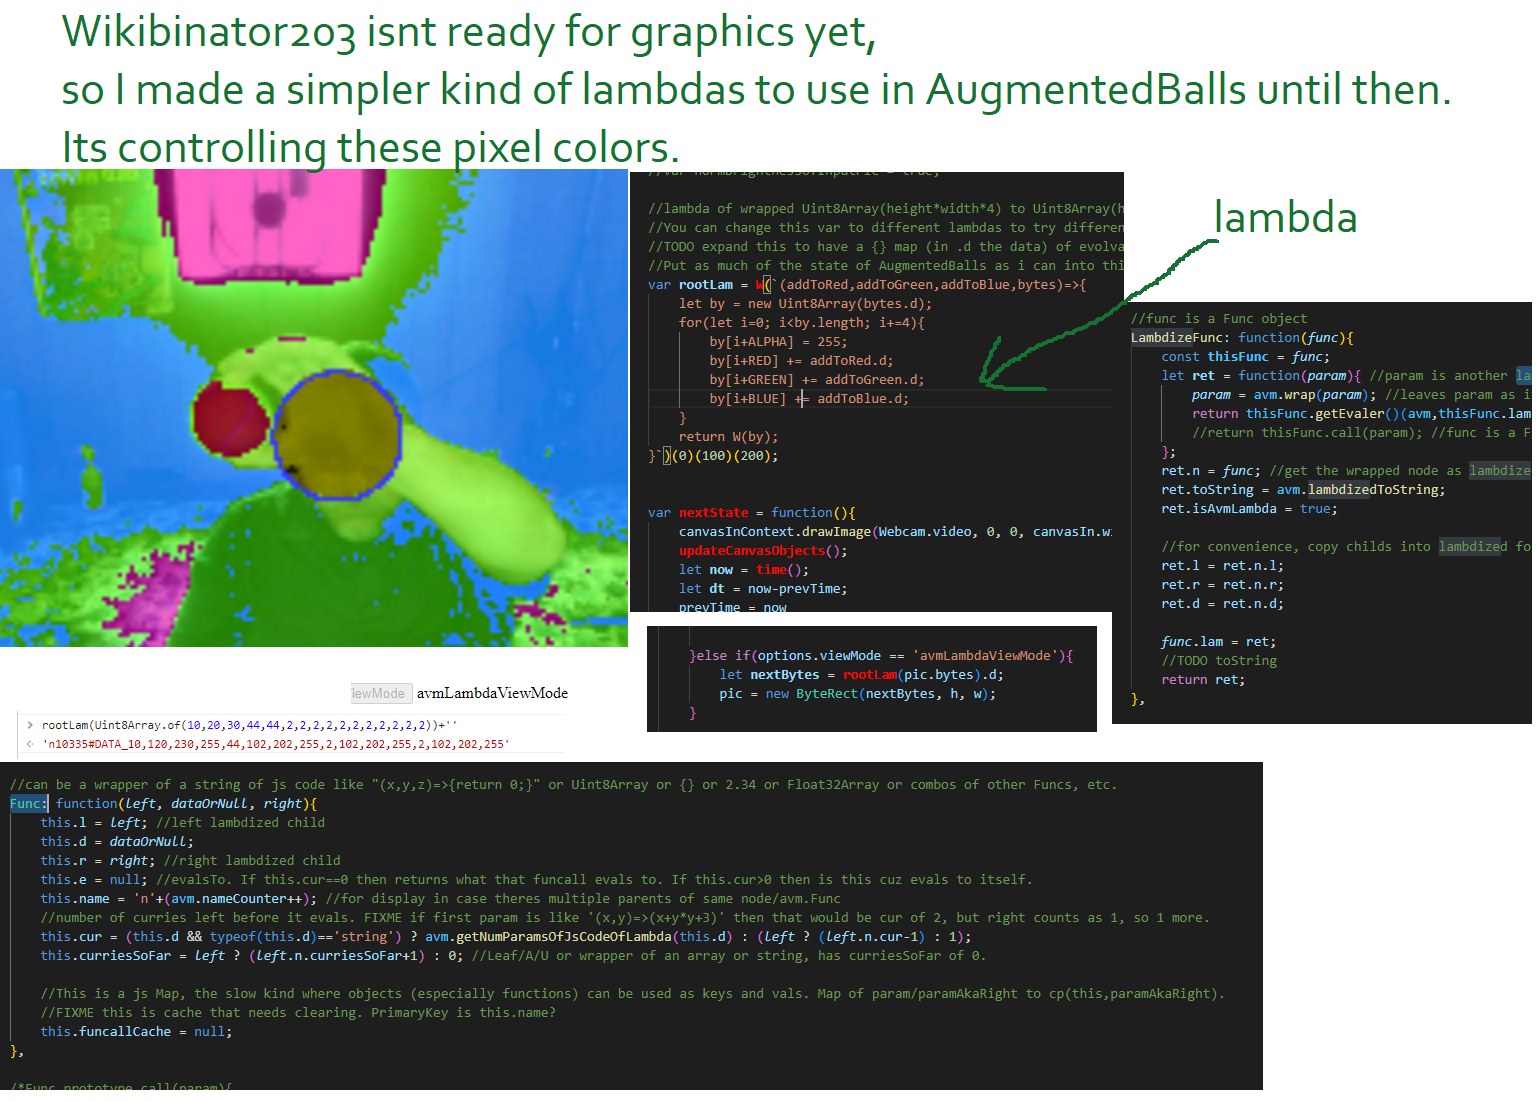 Wikibinator203 isnt ready for graphics yet,
so I made a simpler kind of lambdas to use in AugmentedBalls until then.
Its controlling these pixel colors.
lambda
//lambda of wrapped Uint8Array(height*width*4) to Uint8Array(h
//You can change this var to different lambdas to try differen
//TODO expand this to have a {} map (in .d the data) of evolva
//Put as much of the state of AugmentedBalls as i can into thi
var rootLam = W(`(addToRed,addToGreen,addToBlue,bytes)=>{
let by = new Uint8Array(bytes.d);
for(let i=0; i<by.length; i+=4){
by[i+ALPHA] = 255;
by[i+RED] += addToRed.d;
by[i+GREEN] += addToGreen.d;
by[i+BLUE] += addToBlue.d;
}
return W(by);
}`)(0)(100)(200);
var nextState = function(){
canvasInContext.drawImage(Webcam.video, 0, 0, canvasIn.w
updateCanvasObjects();
let now = time();
let dt = now-prevTime;
prevTime = now
//func is a Func object
LambdizeFunc: function(func){
const thisFunc = func;
let ret = function(param){ //param is another la
param = avm.wrap(param); //leaves param as i
return thisFunc.getEvaler()(avm,thisFunc.lam
//return thisFunc.call(param); //func is a F
};
ret.n = func; //get the wrapped node as lambdize
ret.toString = avm.lambdizedToString;
ret.isAvmLambda = true;
//for convenience, copy childs into lambdized fo
ret.l = ret.n.l;
ret.r = ret.n.r;
ret.d = ret.n.d;
func.lam = ret;
//TODO toString
return ret;
},
}else if(options.viewMode == 'avmLambdaViewMode'){
let nextBytes = rootLam(pic.bytes).d;
pic = new ByteRect(nextBytes, h, w);
}
iewMode avmLambdaViewMode
> rootLam(Uint8Array.of(10,20,30,44,44,2,2,2,2,2,2,2,2,2,2,2))+''
'n10335#DATA_10,120,230,255,44,102,202,255,2,102,202,255,2,102,202,255'
//can be a wrapper of a string of js code like "(x,y,z)=>{return 0;}" or Uint8Array or {} or 2.34 or Float32Array or combos of other Funcs, etc.
Func: function(left, dataOrNull, right){
this.l = left; //left lambdized child
this.d = dataOrNull;
this.r = right; //right lambdized child
this.e = null; //evalsTo. If this.cur==0 then returns what that funcall evals to. If this.cur>0 then is this cuz evals to itself.
this.name = 'n'+(avm.nameCounter++); //for display in case theres multiple parents of same node/avm.Func
//number of curries left before it evals. FIXME if first param is like '(x,y)=>(x+y*y+3)' then that would be cur of 2, but right counts as 1, so 1 more.
this.cur = (this.d && typeof(this.d)=='string') ? avm.getNumParamsOfJsCodeOfLambda(this.d) : (left ? (left.n.cur-1) : 1);
this.curriesSoFar = left ? (left.n.curriesSoFar+1) : 0; //Leaf/A/U or wrapper of an array or string, has curriesSoFar of 0.
//This is a js Map, the slow kind where objects (especially functions) can be used as keys and vals. Map of param/paramAkaRight to cp(this,paramAkaRight).
//FIXME this is cache that needs clearing. PrimaryKey is this.name?
this.funcallCache = null;
},